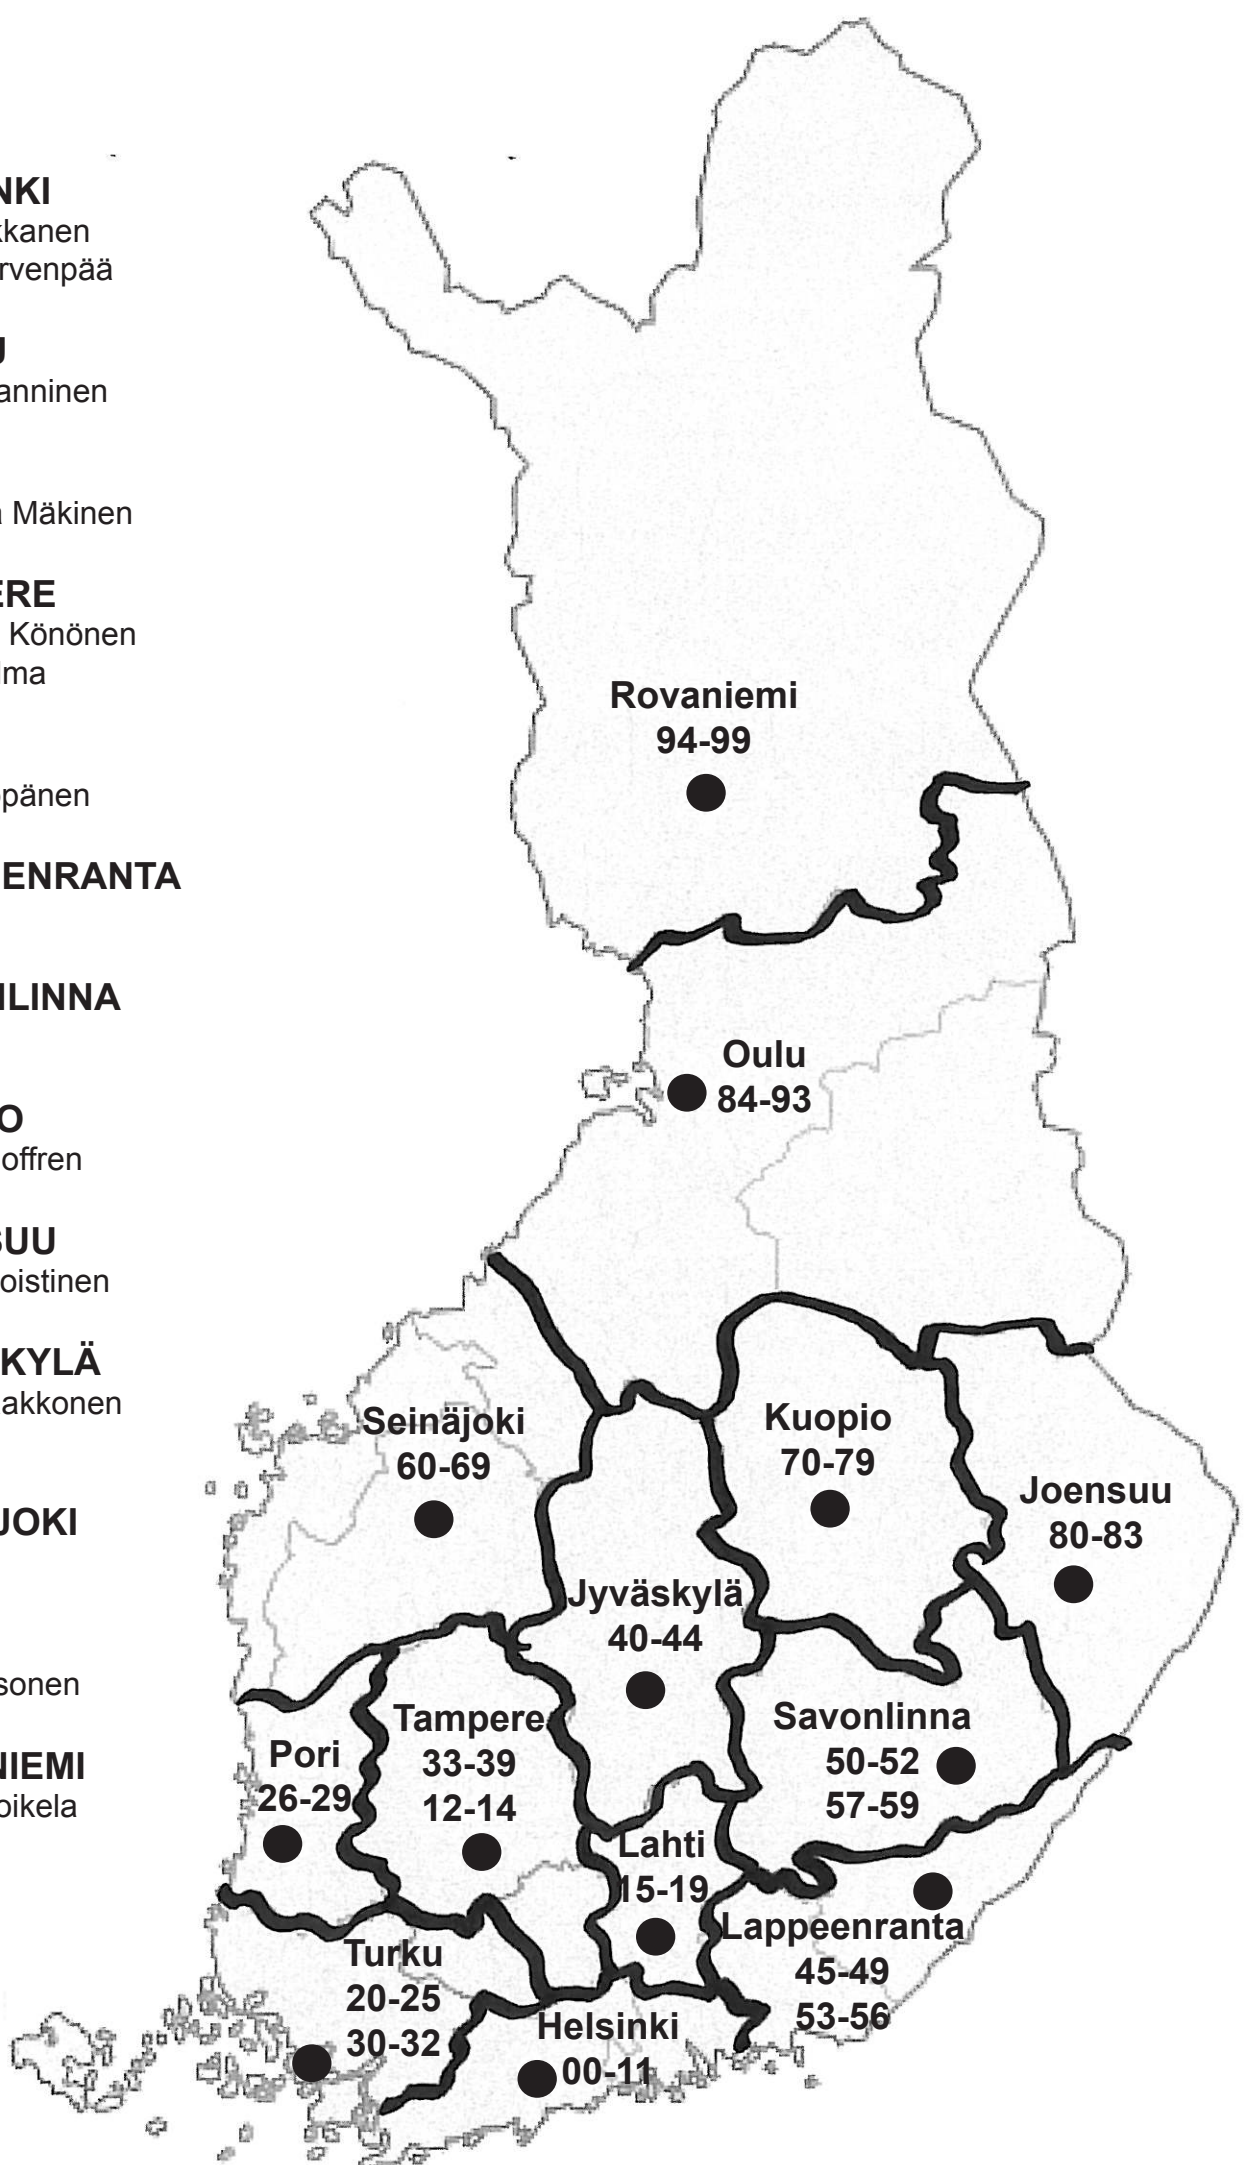 NKI
kkanen
rvenpää
U
anninen
a Mäkinen
ERE
Könönen
lma
ppänen
ENRANTA
ILINNA
O
offren
SUU
oistinen
KYLÄ
akkonen
JOKI
sonen
NIEMI
oikela
Rovaniemi
94-99
Oulu
84-93
Seinäjoki
60-69
Kuopio
70-79
Joensuu
80-83
Jyväskylä
40-44
Tampere
33-39
12-14
Savonlinna
50-52
57-59
Pori
26-29
Lahti
15-19
Lappeenranta
45-49
53-56
Turku
20-25
30-32
Helsinki
00-11